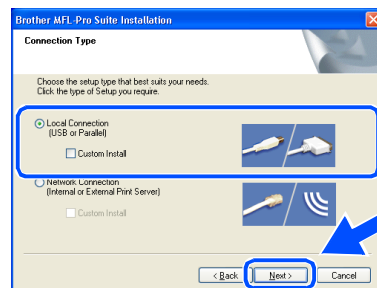 Brother MFL-Pro Suite Installation
Connection Type
Choose the setup type that best suits your needs.
Click the type of Setup you require.
Local Connection
(USB or Parallel)
Custom Install
Network Connection
(Internal or External Print Server)
Custom Install
< Back
Next >
Cancel